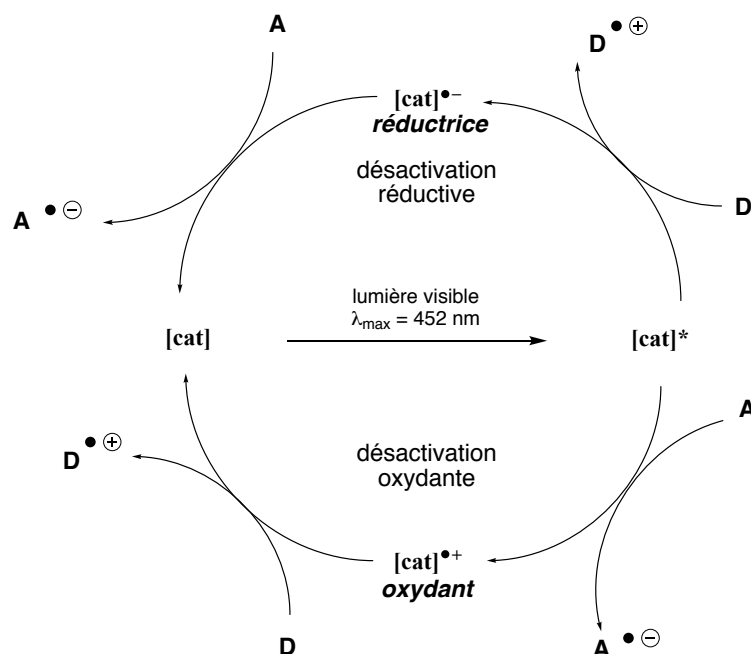 A
D •⊕
[cat]•−
réductrice
désactivation
réductive
A •⊖
D
lumière visible
λmax = 452 nm
[cat]
[cat]*
A
D •⊕
désactivation
oxydante
[cat]•+
oxydant
D
A •⊖